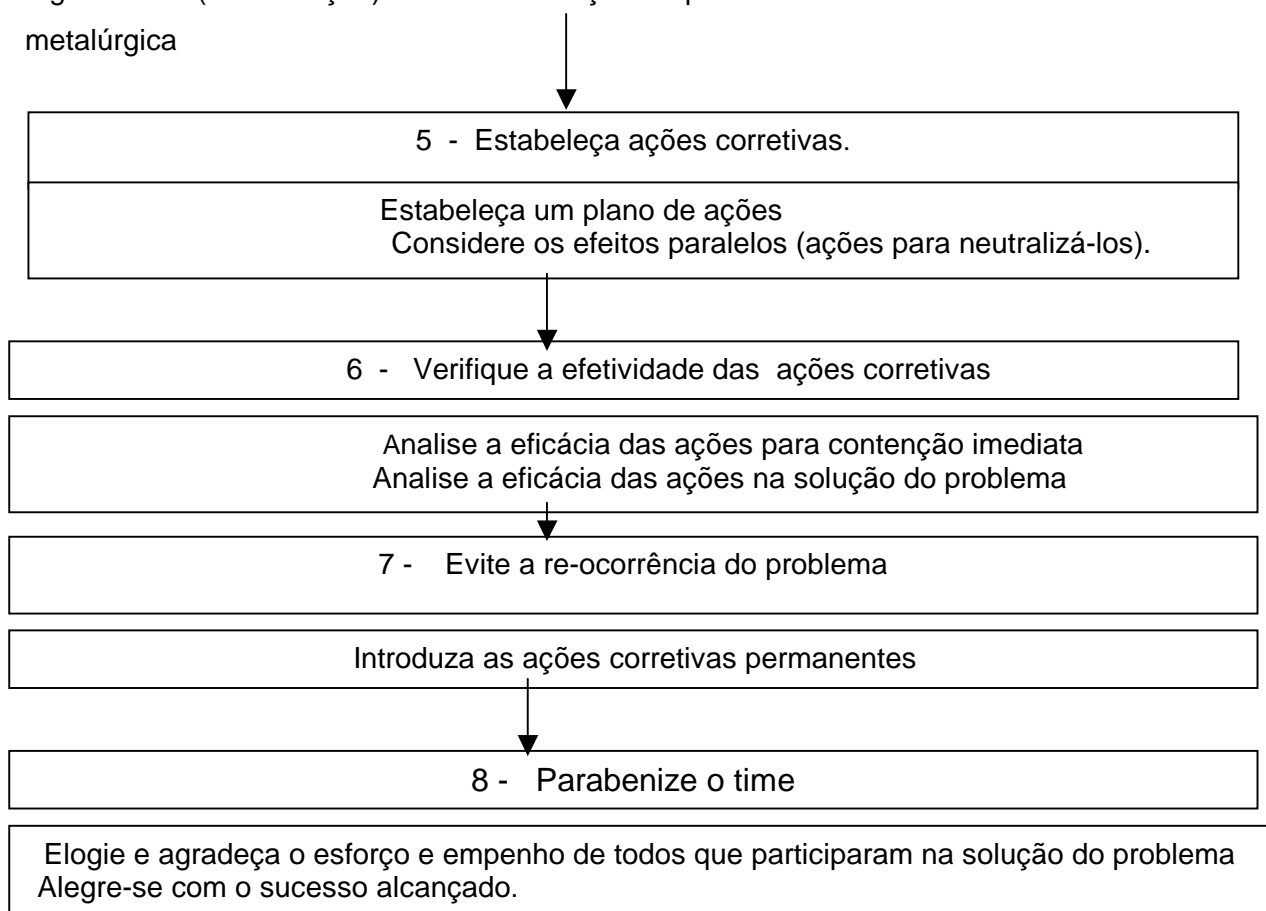 metalúrgica
5 - Estabeleça ações corretivas.
Estabeleça um plano de ações
Considere os efeitos paralelos (ações para neutralizá-los).
6 - Verifique a efetividade das ações corretivas
Analise a eficácia das ações para contenção imediata
Analise a eficácia das ações na solução do problema
7 - Evite a re-ocorrência do problema
Introduza as ações corretivas permanentes
8 - Parabenize o time
Elogie e agradeça o esforço e empenho de todos que participaram na solução do problema
Alegre-se com o sucesso alcançado.